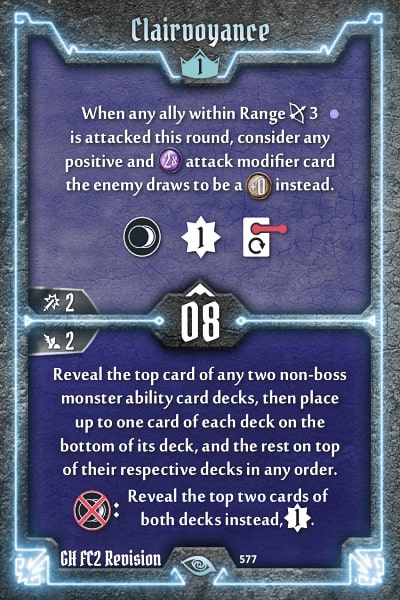 Clairvoyance
1
When any ally within Range 3
is attacked this round, consider any
positive and 2x attack modifier card
the enemy draws to be a +0 instead.
1
2
08
2
Reveal the top card of any two non-boss
monster ability card decks, then place
up to one card of each deck on the
bottom of its deck, and the rest on top
of their respective decks in any order.
: Reveal the top two cards of
both decks instead, 1.
GH FC2 Revision
577